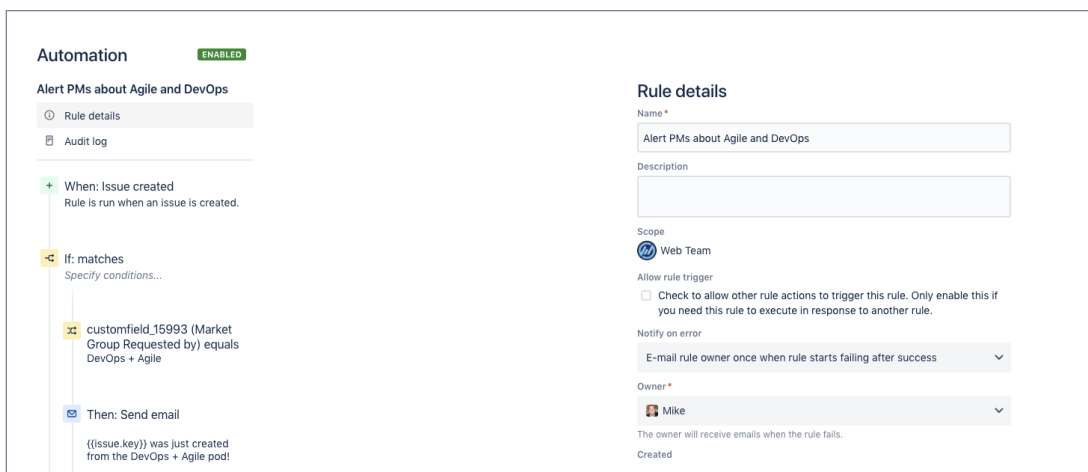 Automation
ENABLED
Alert PMs about Agile and DevOps
Rule details
Audit log
When: Issue created
Rule is run when an issue is created.
If: matches
Specify conditions...
customfield_15993 (Market
Group Requested by) equals
DevOps + Agile
Then: Send email
{{issue.key}} was just created
from the DevOps + Agile pod!
Rule details
Name*
Alert PMs about Agile and DevOps
Description
Scope
Web Team
Allow rule trigger
Check to allow other rule actions to trigger this rule. Only enable this if
you need this rule to execute in response to another rule.
Notify on error
E-mail rule owner once when rule starts failing after success
Owner*
Mike
The owner will receive emails when the rule fails.
Created